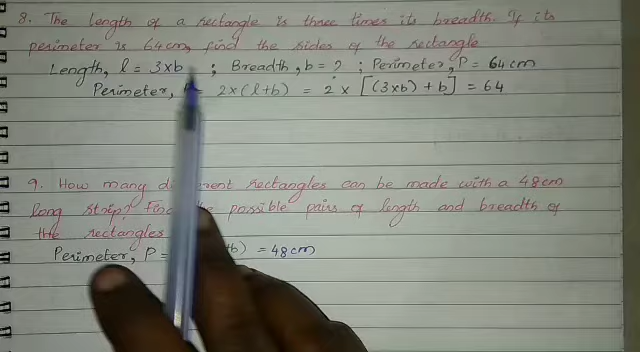 8. The length of a rectangle is three times its breadth. If its
perimeter is 64cm, find the sides of the rectangle
Length, l = 3xb ; Breadth, b = ? ; Perimeter, P = 64 cm
Perimeter, = 2x(l+b) = 2 x [(3xb) + b] = 64
9. How many rectangles can be made with a 48cm
long strip? Find possible pairs of length and breadth of
the rectangles
Perimeter, P = +b) = 48cm